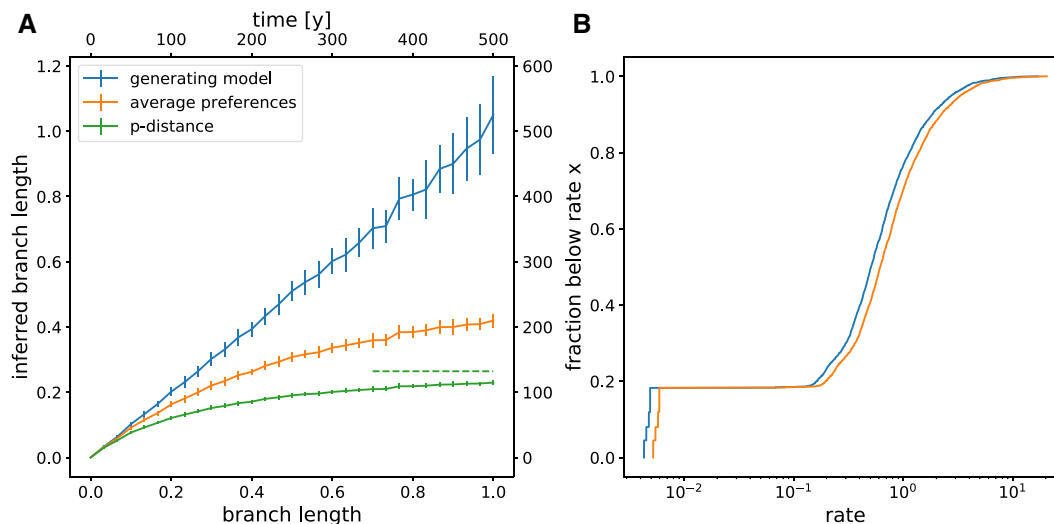 A
time [y]
0 100 200 300 400 500
generating model
average preferences
p-distance
inferred branch length
1.2
1.0
0.8
0.6
0.4
0.2
0.0
600
500
400
300
200
100
0
0.0 0.2 0.4 0.6 0.8 1.0
branch length
B
fraction below rate x
1.0
0.8
0.6
0.4
0.2
0.0
10⁻² 10⁻¹ 10⁰ 10¹
rate